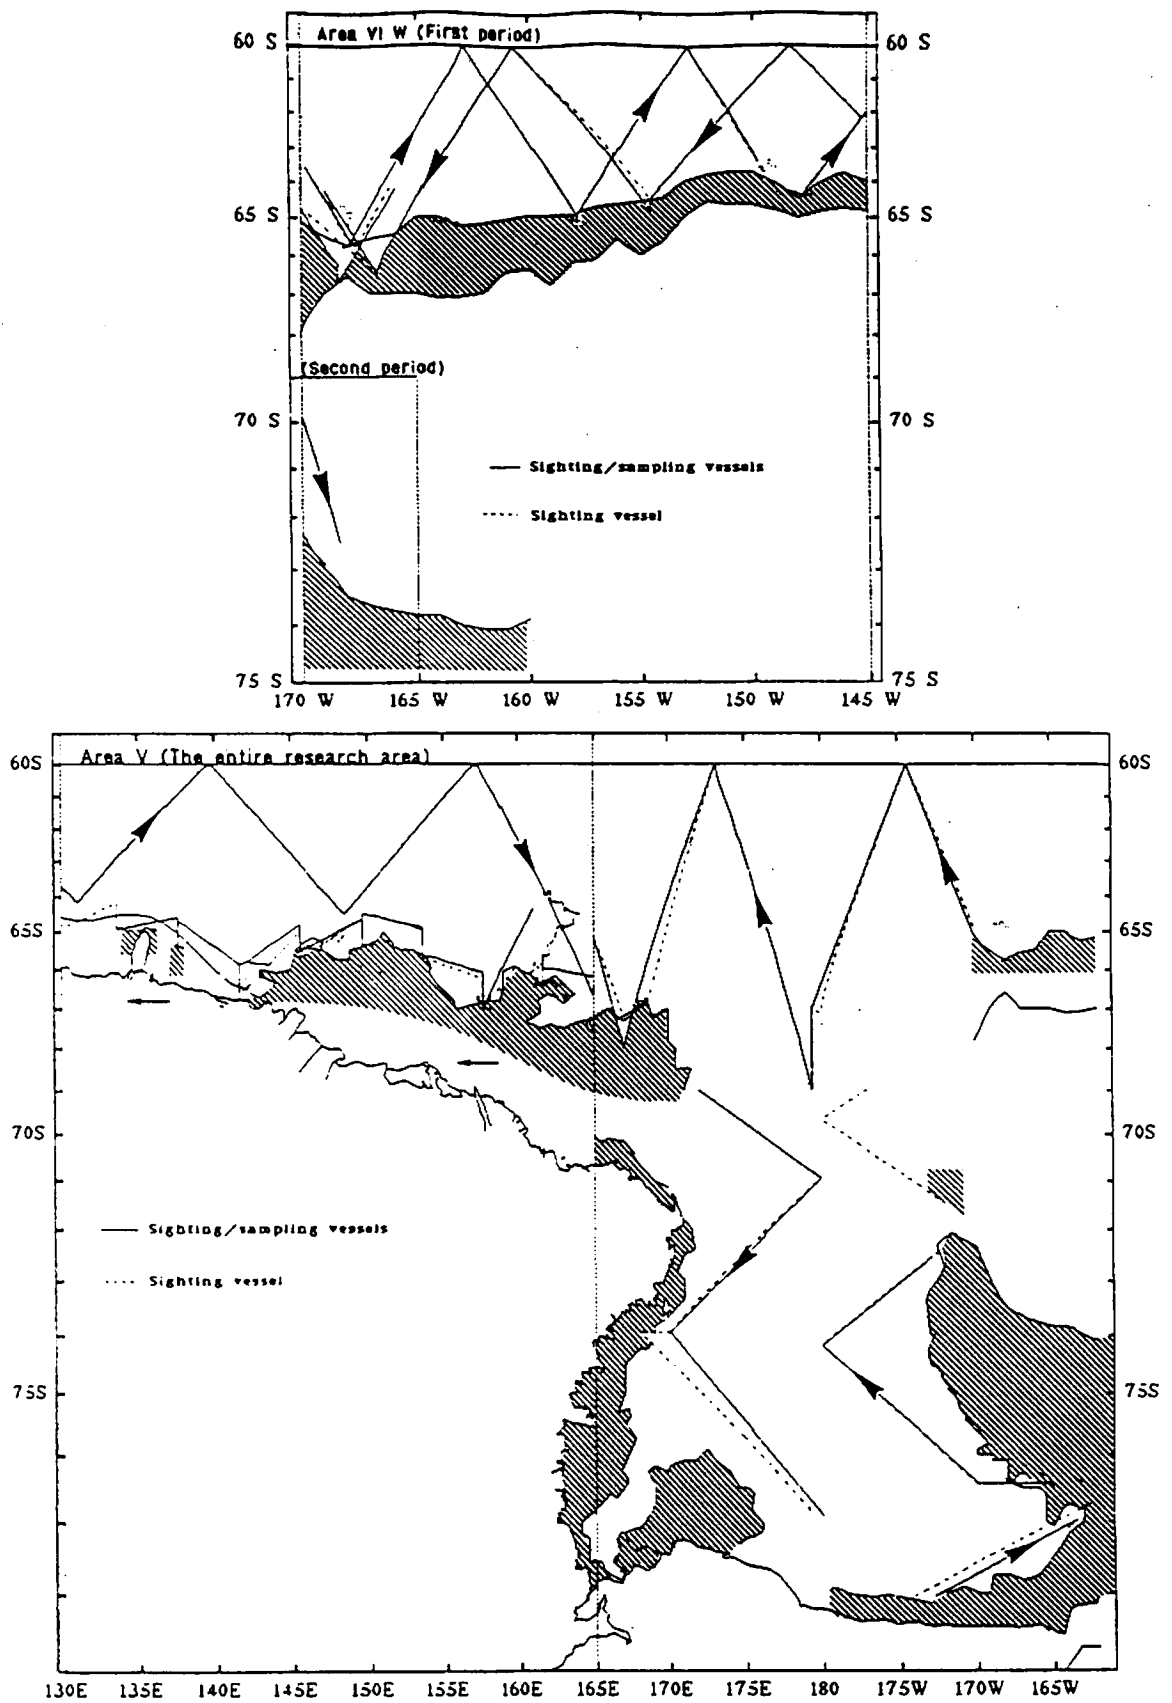 Area VI W (First period)
60 S 60 S
65 S 65 S
(Second period)
70 S 70 S
Sighting/sampling vessels
Sighting vessel
75 S 75 S
170 W 165 W 160 W 155 W 150 W 145 W
Area V (The entire research area)
60S 60S
65S 65S
70S 70S
Sighting/sampling vessels
Sighting vessel
75S 75S
130E 135E 140E 145E 150E 155E 160E 165E 170E 175E 180 175W 170W 165W